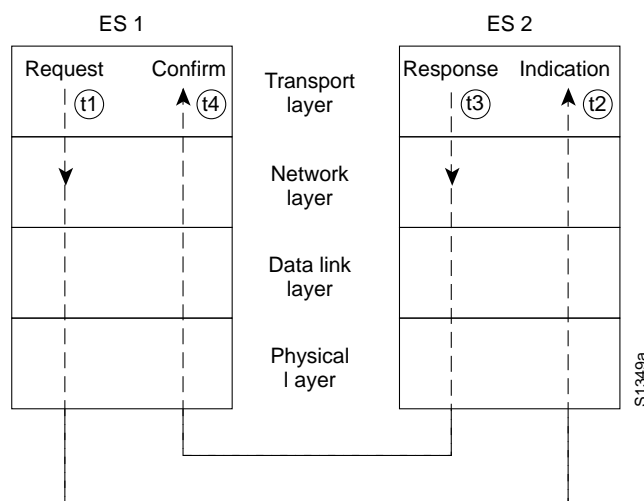 ES 1
ES 2
Request
Confirm
t1
t4
Transport
layer
Response
Indication
t3
t2
Network
layer
Data link
layer
Physical
l ayer
S1349a